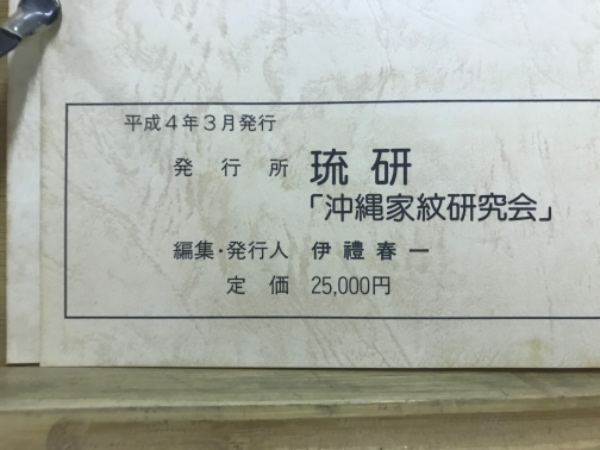 平成4年3月発行
発行所 琉研
「沖縄家紋研究会」
編集・発行人 伊禮春一
定価 25,000円